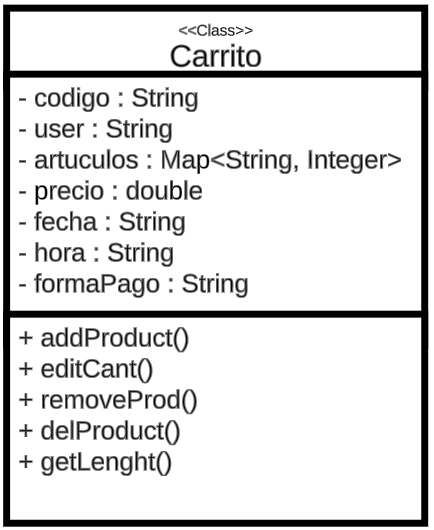 <<Class>>
Carrito
- codigo : String
- user : String
- artuculos : Map<String, Integer>
- precio : double
- fecha : String
- hora : String
- formaPago : String
+ addProduct()
+ editCant()
+ removeProd()
+ delProduct()
+ getLenght()